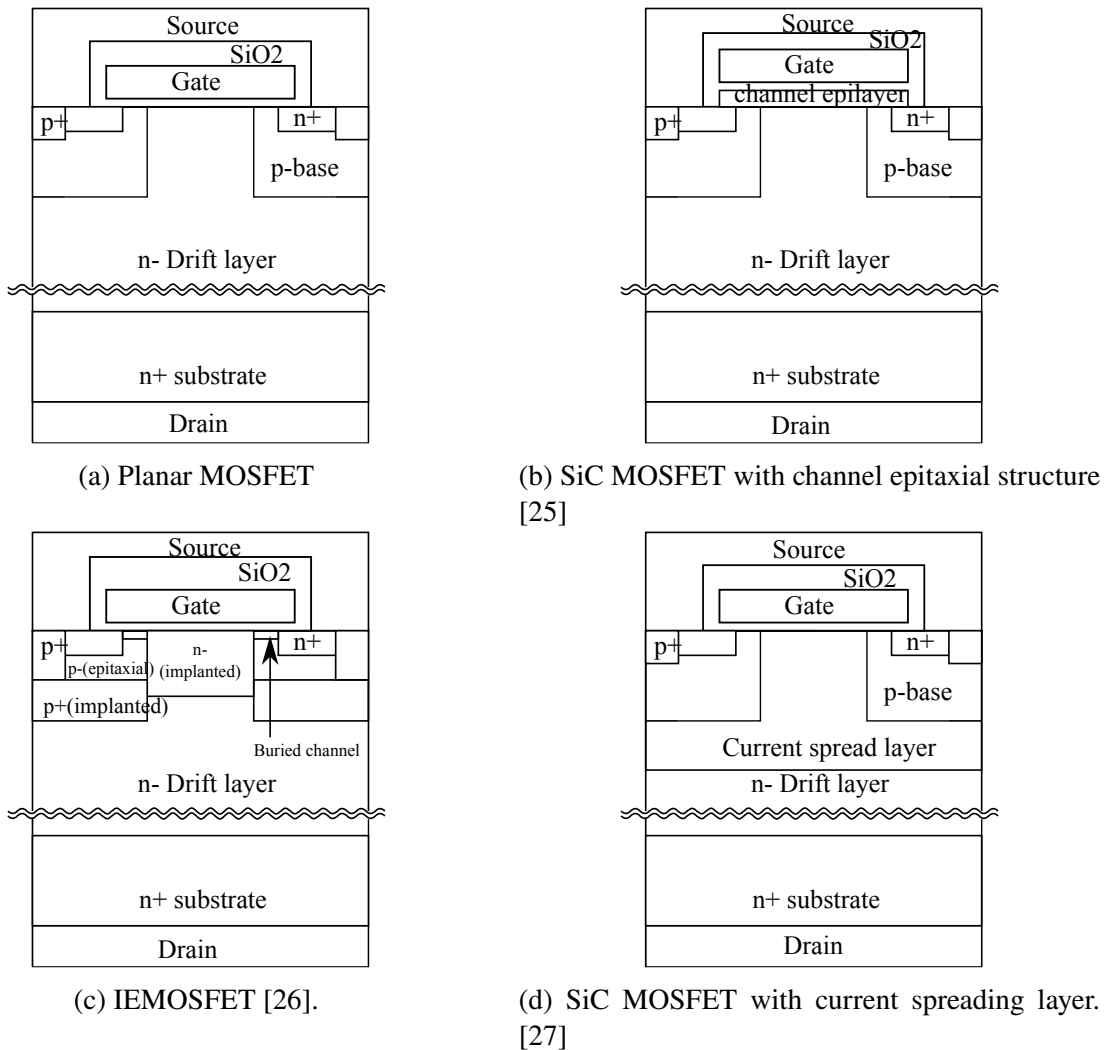 Source
SiO2
Gate
p+
n+
p-base
n- Drift layer
n+ substrate
Drain
(a) Planar MOSFET
Source
SiO2
Gate
channel epilayer
p+
n+
p-base
n- Drift layer
n+ substrate
Drain
(b) SiC MOSFET with channel epitaxial structure
[25]
Source
SiO2
Gate
p+
n-
(implanted)
n+
p-(epitaxial)
p+(implanted)
Buried channel
n- Drift layer
n+ substrate
Drain
(c) IEMOSFET [26].
Source
SiO2
Gate
p+
n+
p-base
Current spread layer
n- Drift layer
n+ substrate
Drain
(d) SiC MOSFET with current spreading layer.
[27]